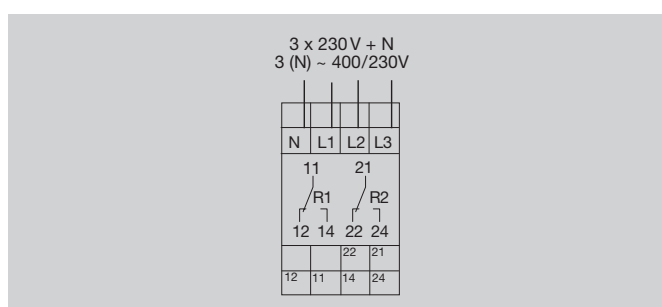 3 x 230 V + N
3 (N) ~ 400/230V
N L1 L2 L3
11 21
R1 R2
12 14 22 24
22 21
12 11 14 24